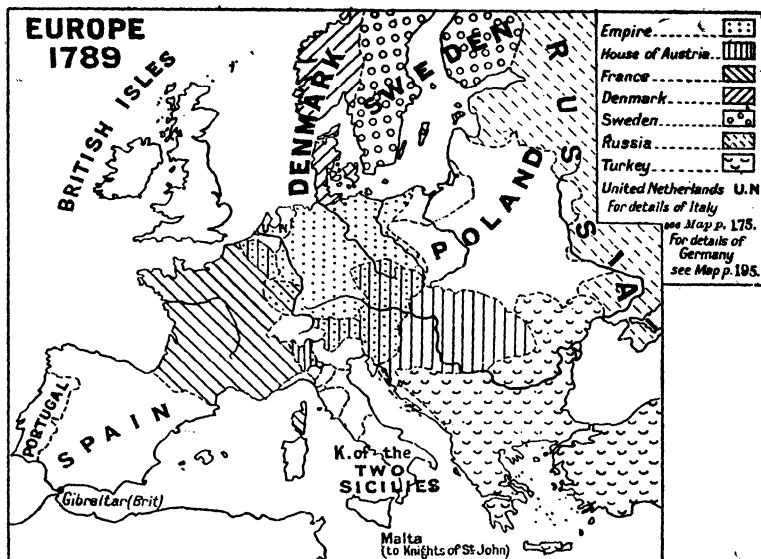 EUROPE
1789
BRITISH ISLES
DENMARK
SWEDEN
RUSSIA
POLAND
U. N.
PORTUGAL
SPAIN
Gibraltar (Brit)
K. of the
TWO
SICILIES
Malta
(to Knights of St John)
Empire
House of Austria
France
Denmark
Sweden
Russia
Turkey
United Netherlands U.N
For details of Italy
see Map p. 175.
For details of
Germany
see Map p. 195.